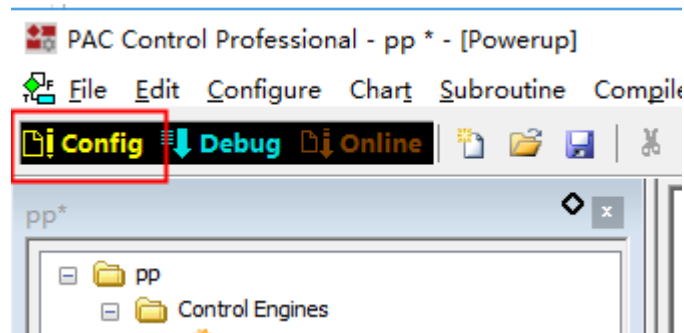 PAC Control Professional - pp * - [Powerup]
File Edit Configure Chart Subroutine Compile
Config Debug Online
pp*
pp
Control Engines